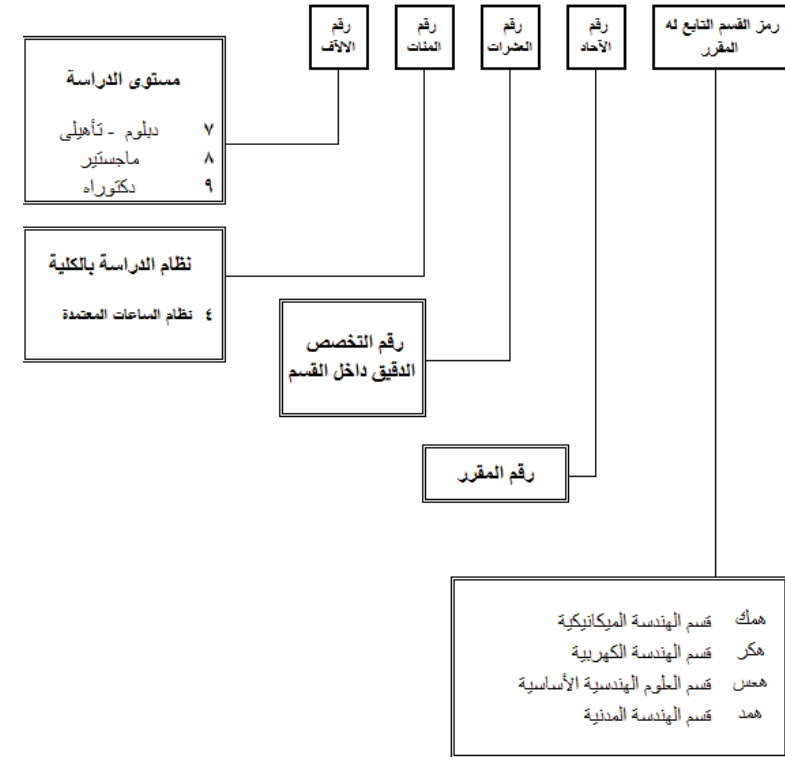 رمز القسم التابع له
المقرر
رقم
الآحاد
رقم
العشرات
رقم
المئات
رقم
الالاف
مستوى الدراسة
٧ دبلوم - تأهيلى
٨ ماجستير
٩ دكتوراه
نظام الدراسة بالكلية
٤ نظام الساعات المعتمدة
رقم التخصص
الدقيق داخل القسم
رقم المقرر
همك قسم الهندسة الميكانيكية
هكر قسم الهندسة الكهربية
هعس قسم العلوم الهندسية الأساسية
همد قسم الهندسة المدنية